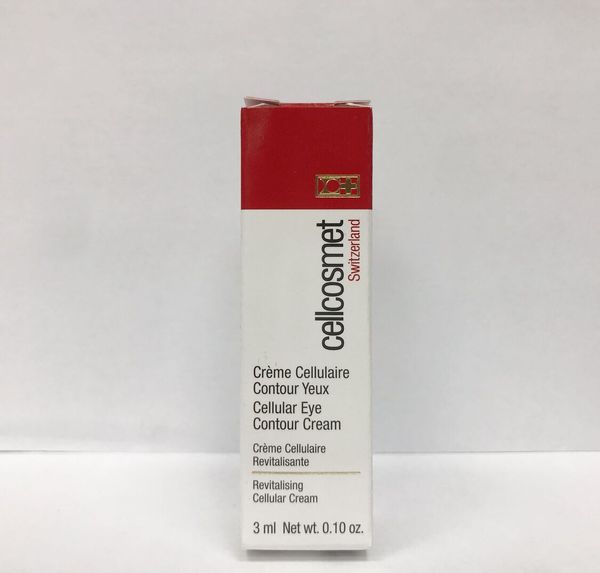 cellcosmet
Switzerland
Crème Cellulaire
Contour Yeux
Cellular Eye
Contour Cream
Crème Cellulaire
Revitalisante
Revitalising
Cellular Cream
3 ml Net wt. 0.10 oz.